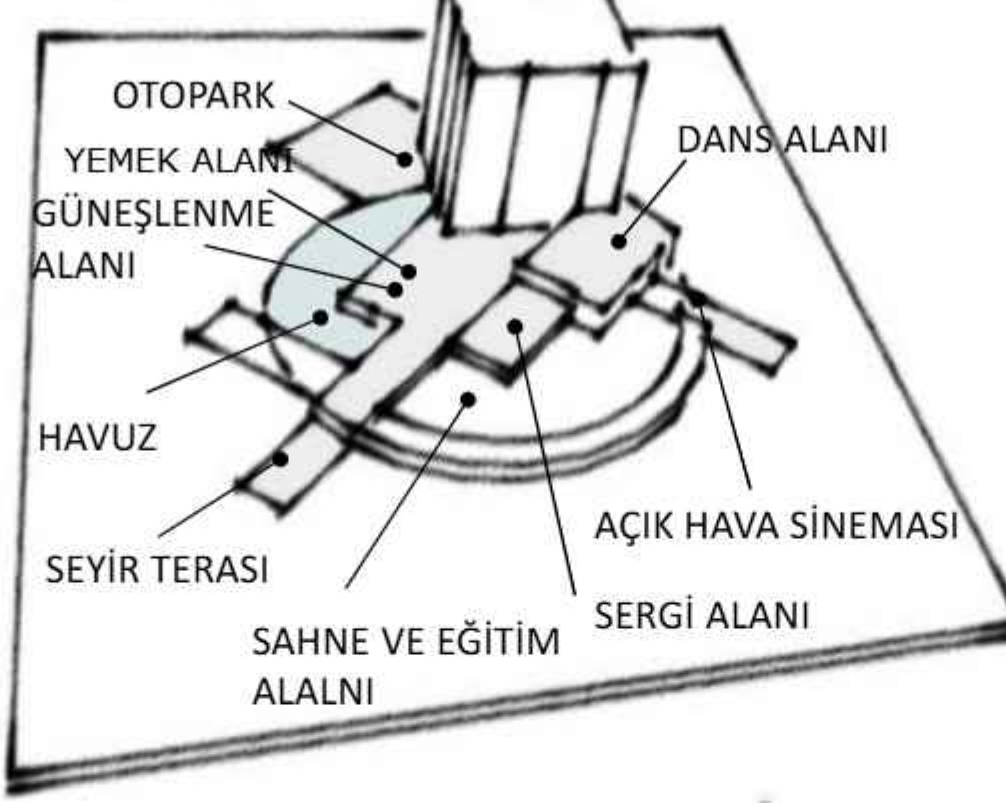 OTOPARK
YEMEK ALANI
DANS ALANI
GÜNEŞLENME
ALANI
HAVUZ
AÇIK HAVA SİNEMASI
SEYİR TERASI
SERGİ ALANI
SAHNE VE EĞİTİM
ALALNI